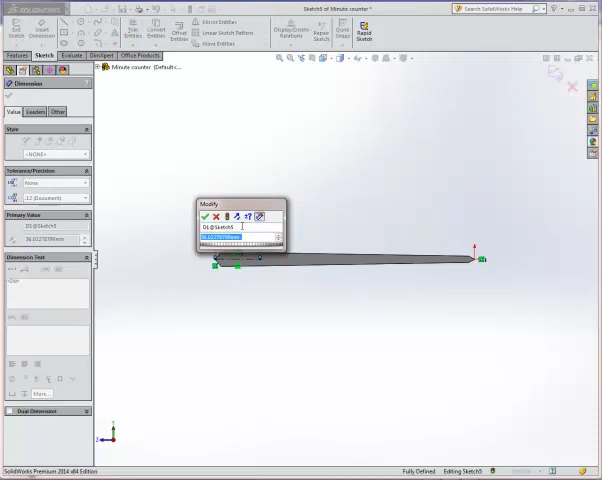 SOLIDWORKS
Sketch5 of Minute counter *
Search SolidWorks Help
Exit Sketch
Smart Dimension
Trim Entities
Convert Entities
Offset Entities
Mirror Entities
Linear Sketch Pattern
Move Entities
Display/Delete Relations
Repair Sketch
Quick Snaps
Rapid Sketch
Features
Sketch
Evaluate
DimXpert
Office Products
Minute counter (Default<...
Dimension
Value
Leaders
Other
Style
<NONE>
Tolerance/Precision
None
.12 (Document)
Primary Value
D1@Sketch5
Dimension Text
<DIM>
More...
Dual Dimension
Modify
D1@Sketch5
Y
Z
SolidWorks Premium 2014 x64 Edition
Fully Defined
Editing Sketch5